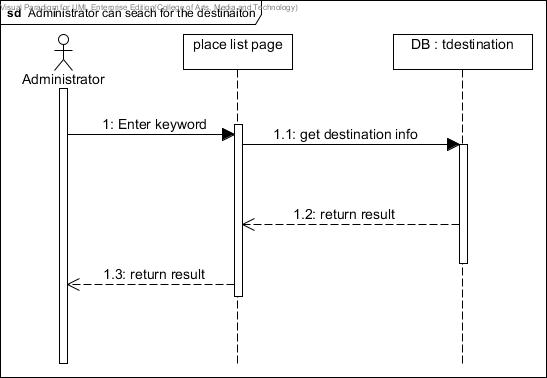 Visual Paradigm for UML Enterprise Edition(College of Arts, Media and Technology)
sd Administrator can seach for the destinaiton
place list page
DB : tdestination
Administrator
1: Enter keyword
1.1: get destination info
1.2: return result
1.3: return result